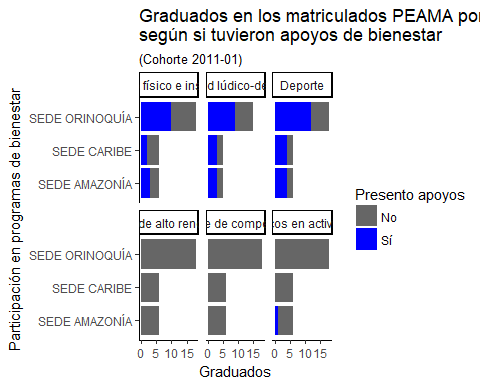 Graduados en los matriculados PEAMA por
según si tuvieron apoyos de bienestar
(Cohorte 2011-01)
Participación en programas de bienestar
físico e ins
d lúdico-de
Deporte
SEDE ORINOQUÍA
SEDE CARIBE
SEDE AMAZONÍA
de alto ren
e de compe
cos en activ
SEDE ORINOQUÍA
SEDE CARIBE
SEDE AMAZONÍA
0 5 10 15 0 5 10 15 0 5 10 15
Graduados
Presento apoyos
No
Sí